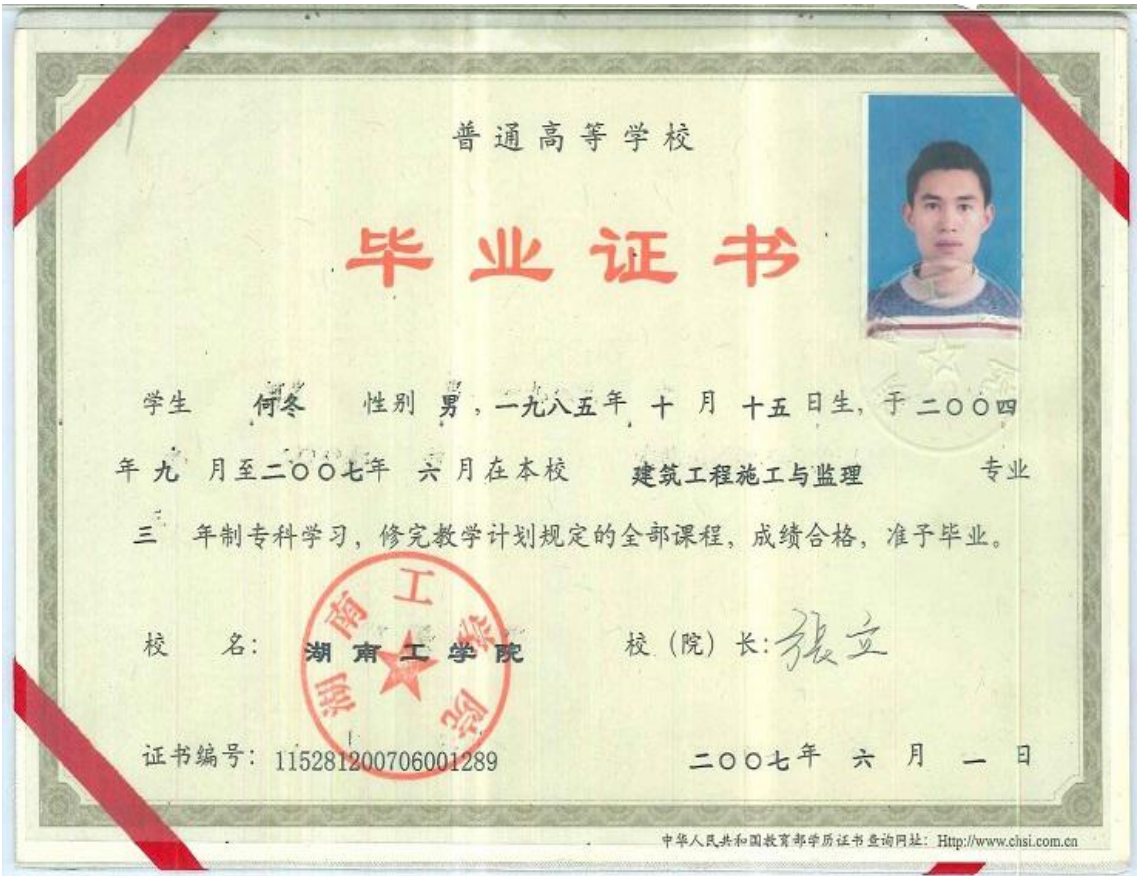 普通高等学校
毕业证书
学生 何冬 性别 男，一九八五年 十 月 十五 日生，于二〇〇四
年九 月至二〇〇七年 六 月在本校 建筑工程施工与监理 专业
三 年制专科学习，修完教学计划规定的全部课程，成绩合格，准予毕业。
校 名：湖南工学院 校（院）长：张立
湖南工学院
证书编号：115281200706001289 二〇〇七年 六 月 一 日
中华人民共和国教育部学历证书查询网址：Http://www.chsi.com.cn